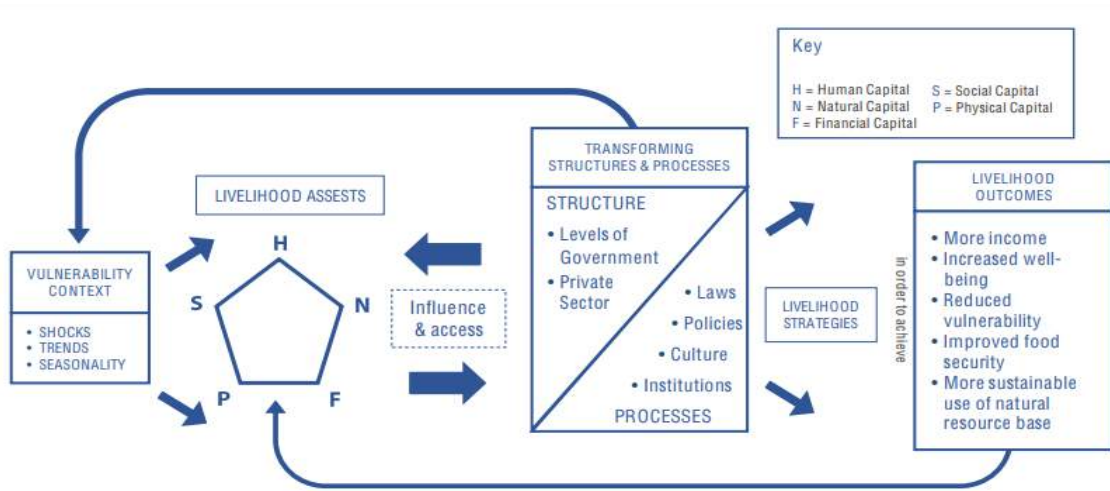 Key
H = Human Capital
S = Social Capital
N = Natural Capital
P = Physical Capital
F = Financial Capital
LIVELIHOOD ASSESTS
H
S
N
P
F
VULNERABILITY
CONTEXT
• SHOCKS
• TRENDS
• SEASONALITY
Influence
& access
TRANSFORMING
STRUCTURES & PROCESSES
STRUCTURE
• Levels of
Government
• Private
Sector
• Laws
• Policies
• Culture
• Institutions
PROCESSES
LIVELIHOOD
STRATEGIES
in order to achieve
LIVELIHOOD
OUTCOMES
• More income
• Increased well-
being
• Reduced
vulnerability
• Improved food
security
• More sustainable
use of natural
resource base